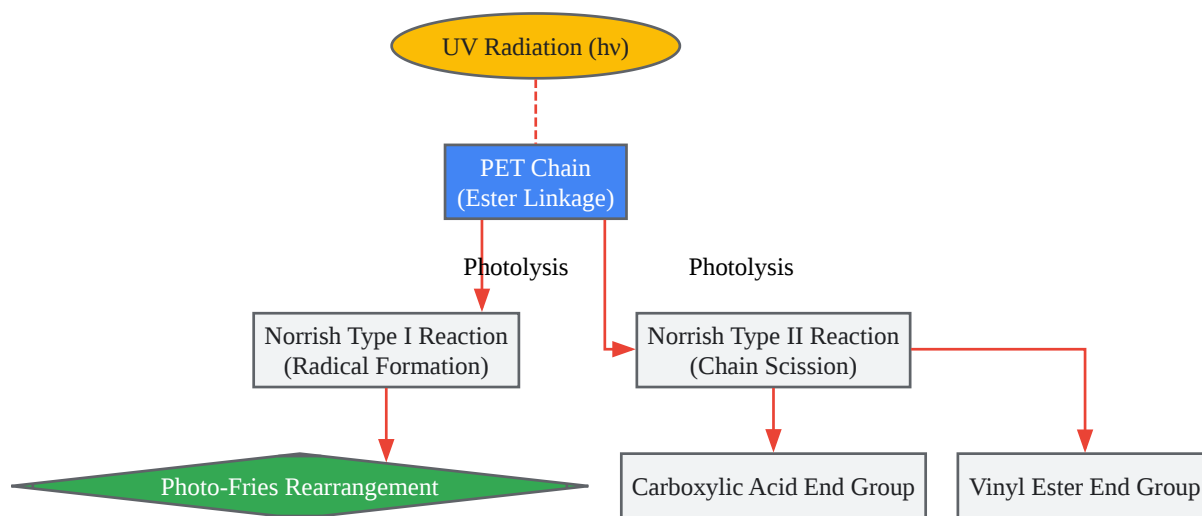 UV Radiation (hν)
PET Chain
(Ester Linkage)
Photolysis
Photolysis
Norrish Type I Reaction
(Radical Formation)
Norrish Type II Reaction
(Chain Scission)
Photo-Fries Rearrangement
Carboxylic Acid End Group
Vinyl Ester End Group